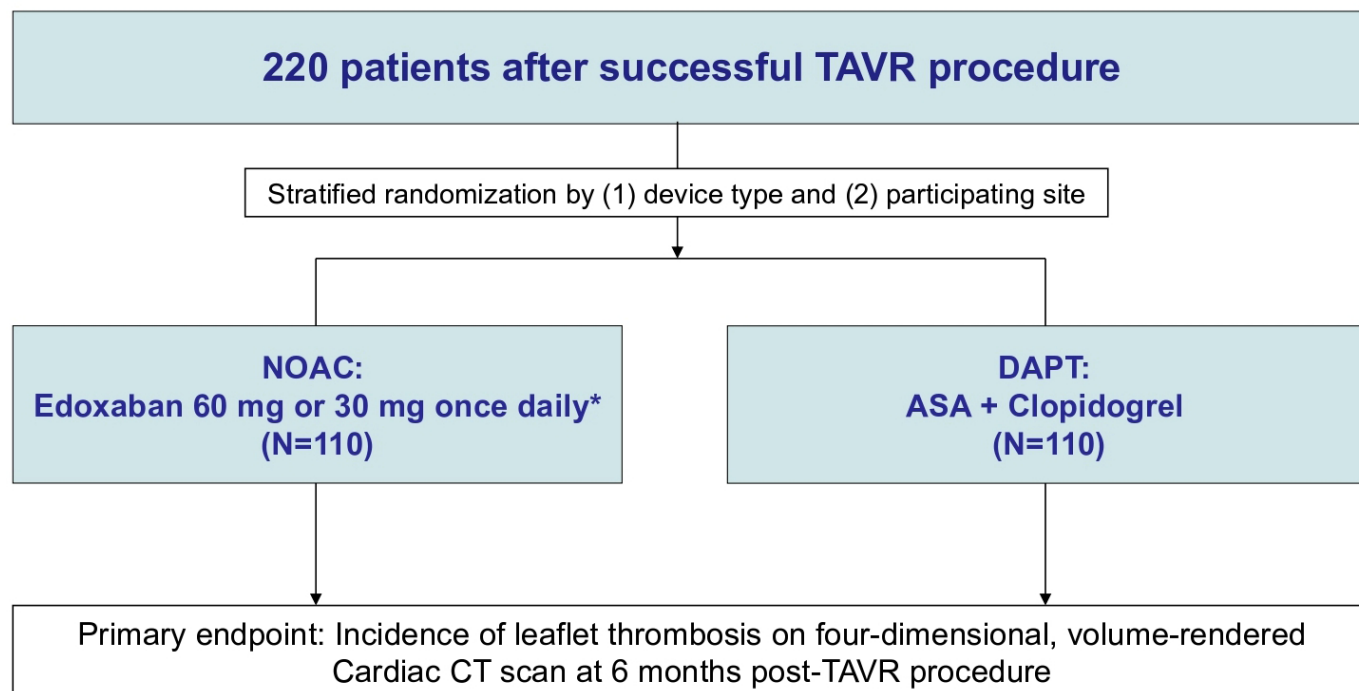 220 patients after successful TAVR procedure
Stratified randomization by (1) device type and (2) participating site
NOAC:
Edoxaban 60 mg or 30 mg once daily*
(N=110)
DAPT:
ASA + Clopidogrel
(N=110)
Primary endpoint: Incidence of leaflet thrombosis on four-dimensional, volume-rendered
Cardiac CT scan at 6 months post-TAVR procedure